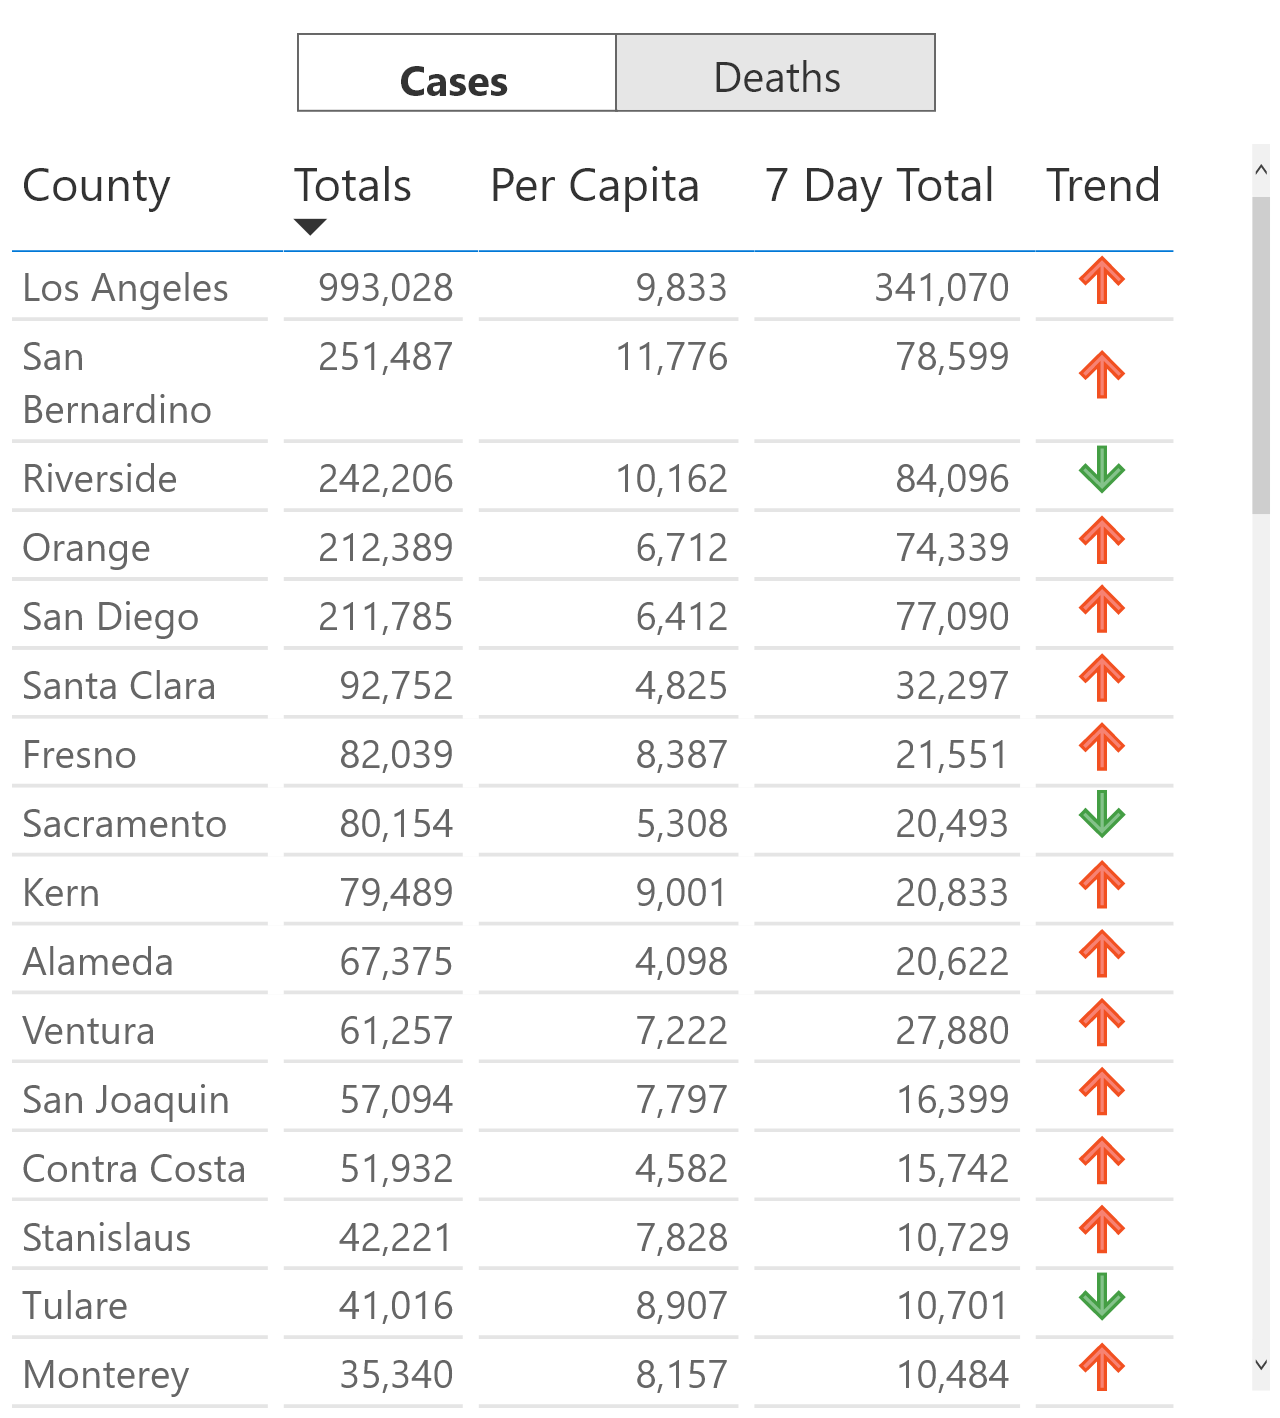 Cases Deaths
County Totals Per Capita 7 Day Total Trend
Los Angeles 993,028 9,833 341,070
San 251,487 11,776 78,599
Bernardino
Riverside 242,206 10,162 84,096
Orange 212,389 6,712 74,339
San Diego 211,785 6,412 77,090
Santa Clara 92,752 4,825 32,297
Fresno 82,039 8,387 21,551
Sacramento 80,154 5,308 20,493
Kern 79,489 9,001 20,833
Alameda 67,375 4,098 20,622
Ventura 61,257 7,222 27,880
San Joaquin 57,094 7,797 16,399
Contra Costa 51,932 4,582 15,742
Stanislaus 42,221 7,828 10,729
Tulare 41,016 8,907 10,701
Monterey 35,340 8,157 10,484